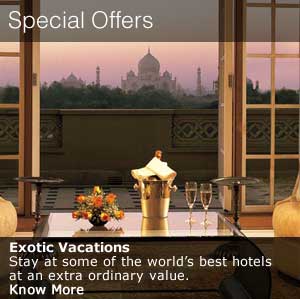 Special Offers
Exotic Vacations
Stay at some of the world's best hotels
at an extra ordinary value.
Know More